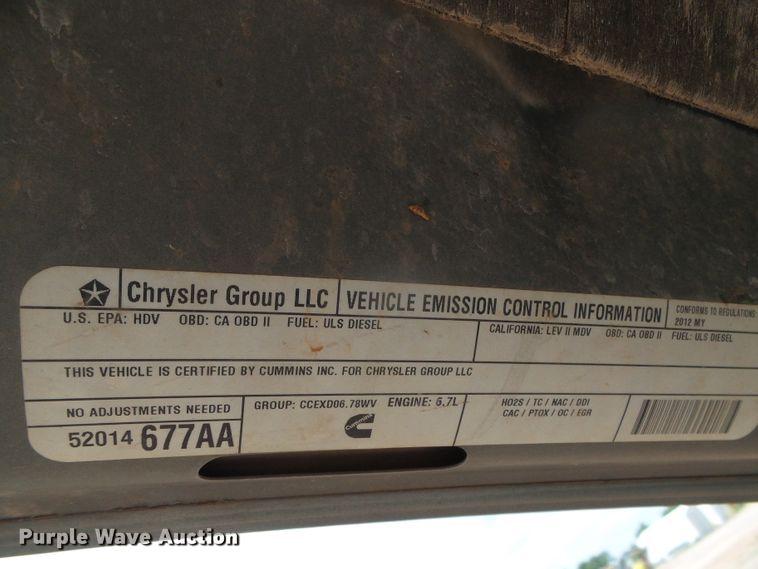 Chrysler Group LLC VEHICLE EMISSION CONTROL INFORMATION
CONFORMS TO REGULATIONS
2012 MY
U.S. EPA: HDV OBD: CA OBD II FUEL: ULS DIESEL
CALIFORNIA: LEV II MDV OBD: CA OBD II FUEL: ULS DIESEL
THIS VEHICLE IS CERTIFIED BY CUMMINS INC. FOR CHRYSLER GROUP LLC
NO ADJUSTMENTS NEEDED
52014 677AA
GROUP: CCEXD06.78WV ENGINE: 6.7L
Cummins
HO2S / TC / NAC / DDI
CAC / PTOX / OC / EGR
Purple Wave Auction
Purple Wave Auction